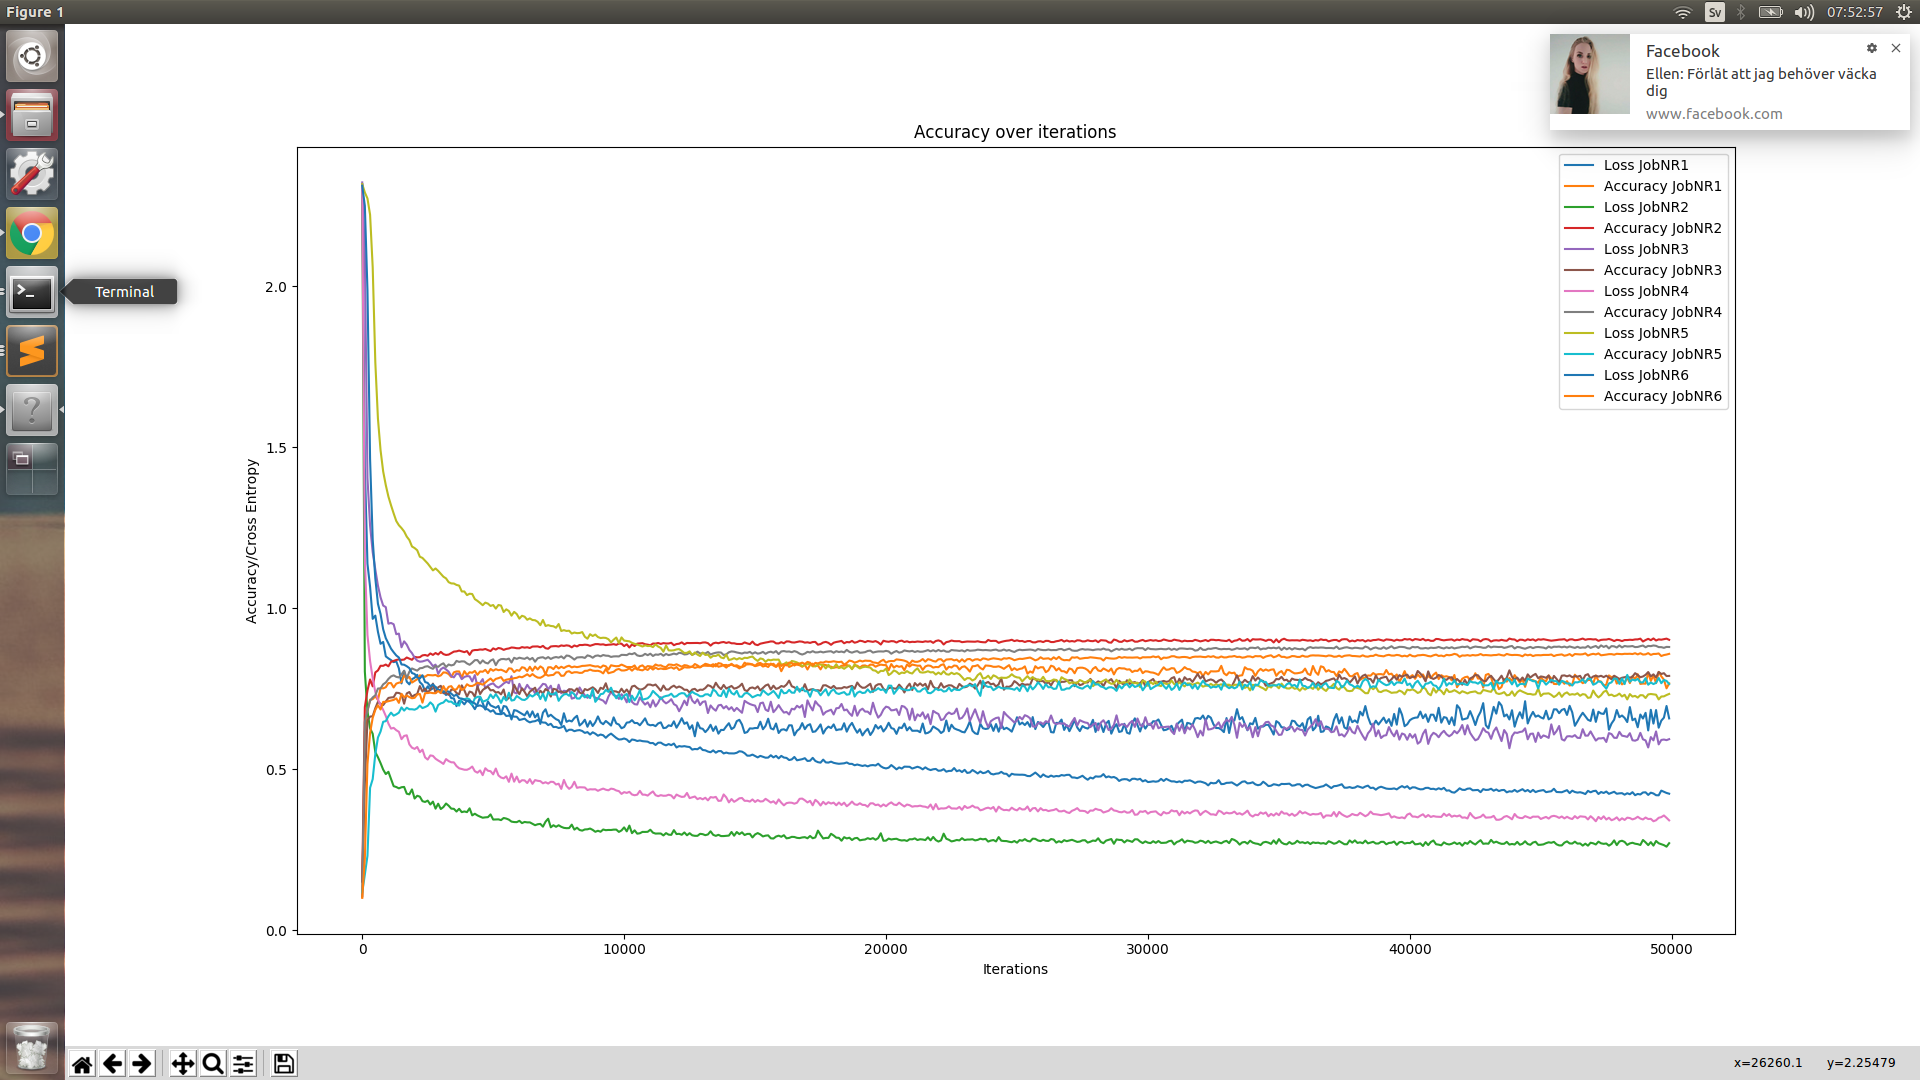 Figure 1
Sv
07:52:57
Facebook
Ellen: Förlåt att jag behöver väcka
dig
www.facebook.com
Terminal
Accuracy over iterations
Loss JobNR1
Accuracy JobNR1
Loss JobNR2
Accuracy JobNR2
Loss JobNR3
Accuracy JobNR3
Loss JobNR4
Accuracy JobNR4
Loss JobNR5
Accuracy JobNR5
Loss JobNR6
Accuracy JobNR6
Accuracy/Cross Entropy
2.0
1.5
1.0
0.5
0.0
0 10000 20000 30000 40000 50000
Iterations
x=26260.1 y=2.25479